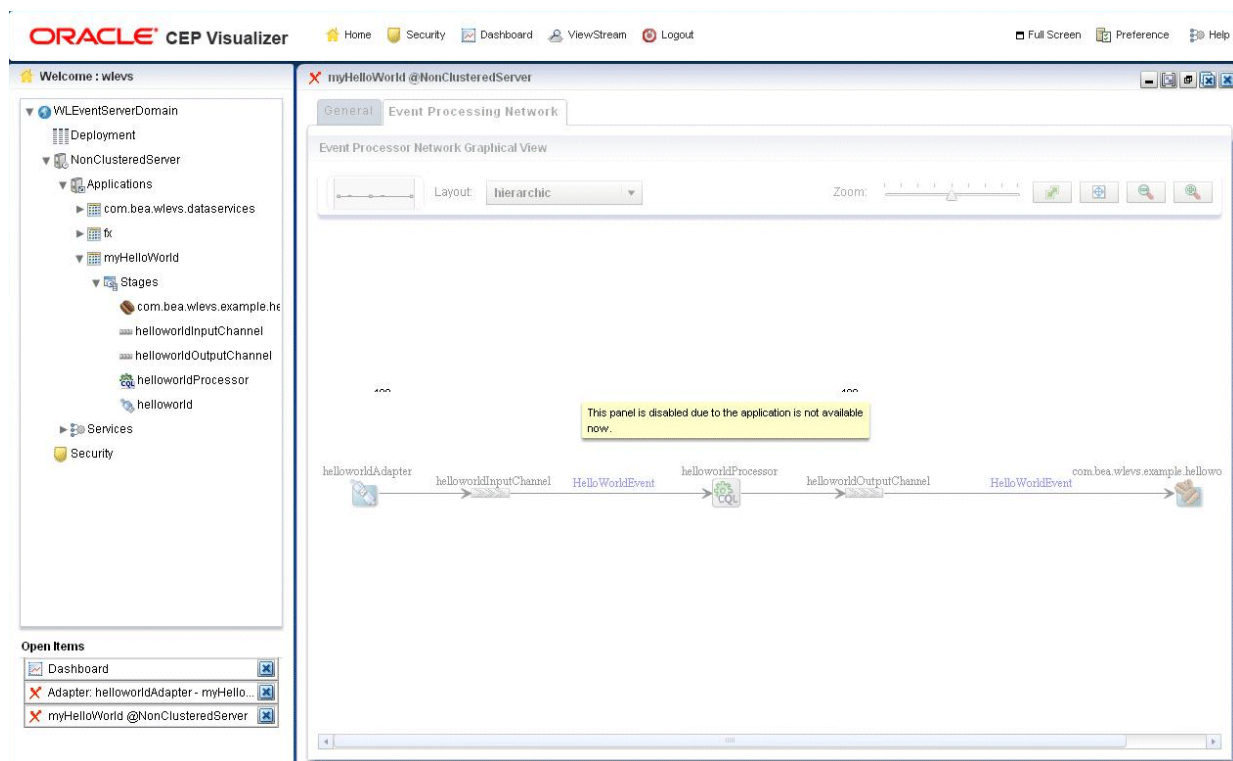 ORACLE CEP Visualizer
Home Security Dashboard ViewStream Logout
Full Screen Preference Help
Welcome : wlevs
WLEventServerDomain
Deployment
NonClusteredServer
Applications
com.bea.wlevs.dataservices
fx
myHelloWorld
Stages
com.bea.wlevs.example.he
helloworldInputChannel
helloworldOutputChannel
helloworldProcessor
helloworld
Services
Security
Open Items
Dashboard
Adapter: helloworldAdapter - myHello...
myHelloWorld @NonClusteredServer
myHelloWorld @NonClusteredServer
General Event Processing Network
Event Processor Network Graphical View
Layout: hierarchic Zoom:
This panel is disabled due to the application is not available
now.
helloworldAdapter
helloworldInputChannel
HelloWorldEvent
helloworldProcessor
CQL
helloworldOutputChannel
HelloWorldEvent
com.bea.wlevs.example.hellowo